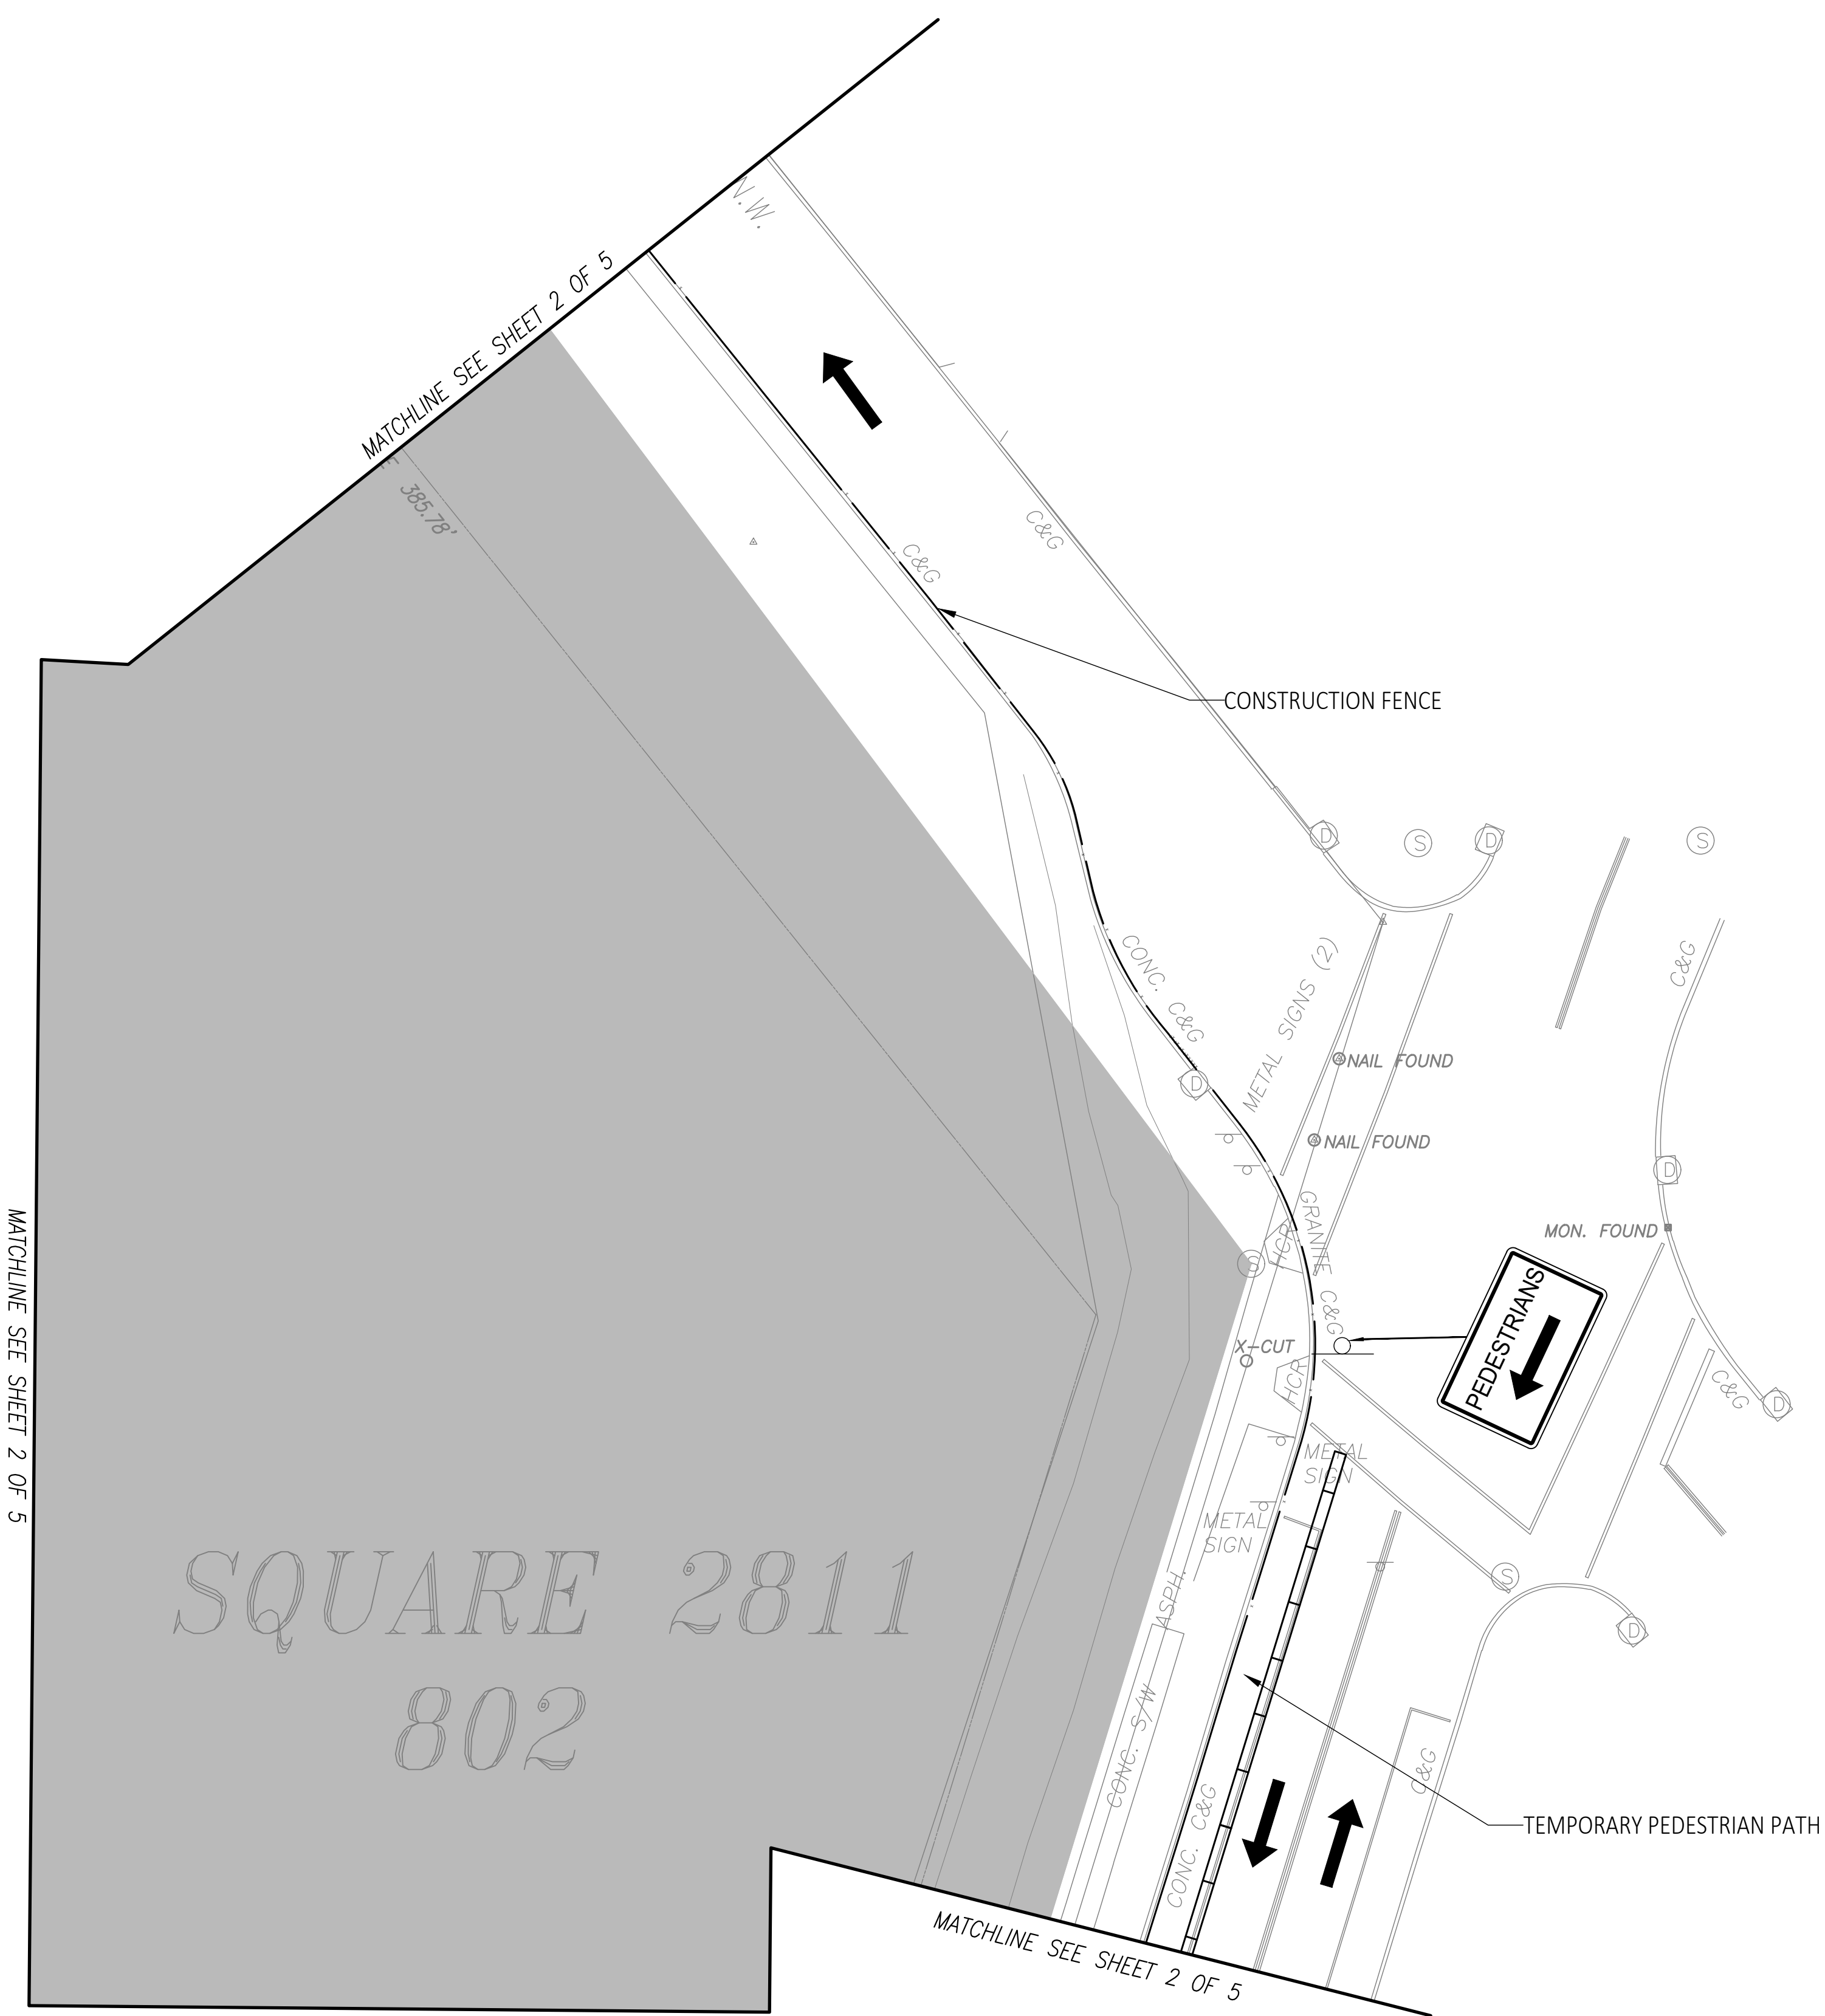 N.W.
MATCHLINE SEE SHEET 2 OF 5
385.78'
C&G
C&G
CONSTRUCTION FENCE
D
S
D
S
C&G
CONC. C&G
METAL SIGNS (2)
NAIL FOUND
D
NAIL FOUND
D
GRANITE C&G
HCR
S
MON. FOUND
MATCHLINE SEE SHEET 2 OF 5
PEDESTRIANS
X-CUT
HCR
C&G
D
METAL
SIGN
METAL
SIGN
S
D
ASPH.
SQUARE 2811
802
CONC. S/W
CONC. C&G
C&G
TEMPORARY PEDESTRIAN PATH
MATCHLINE SEE SHEET 2 OF 5